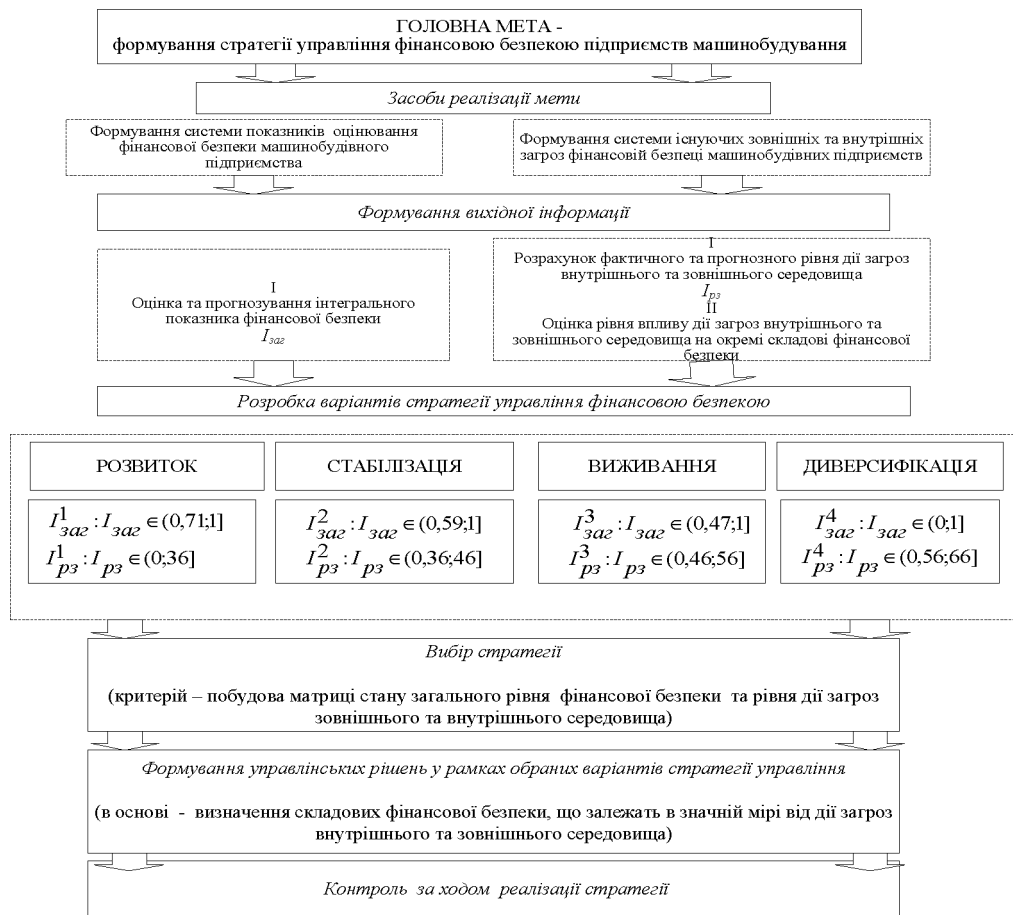 ГОЛОВНА МЕТА -
формування стратегії управління фінансовою безпекою підприємств машинобудування
Засоби реалізації мети
Формування системи показників оцінювання
фінансової безпеки машинобудівного
підприємства
Формування системи існуючих зовнішніх та внутрішніх
загроз фінансовій безпеці машинобудівних підприємств
Формування вихідної інформації
I
Оцінка та прогнозування інтегрального
показника фінансової безпеки
I заг
I
Розрахунок фактичного та прогнозного рівня дії загроз
внутрішнього та зовнішнього середовища
I рз
II
Оцінка рівня впливу дії загроз внутрішнього та
зовнішнього середовища на окремі складові фінансової
безпеки
Розробка варіантів стратегії управління фінансовою безпекою
РОЗВИТОК
I¹заг : Iзаг ∈ (0,71;1]
I¹рз : Iрз ∈ (0;36]
СТАБІЛІЗАЦІЯ
I²заг : Iзаг ∈ (0,59;1]
I²рз : Iрз ∈ (0,36;46]
ВИЖИВАННЯ
I³заг : Iзаг ∈ (0,47;1]
I³рз : Iрз ∈ (0,46;56]
ДИВЕРСИФІКАЦІЯ
I⁴заг : Iзаг ∈ (0;1]
I⁴рз : Iрз ∈ (0,56;66]
Вибір стратегії
(критерій – побудова матриці стану загального рівня фінансової безпеки та рівня дії загроз
зовнішнього та внутрішнього середовища)
Формування управлінських рішень у рамках обраних варіантів стратегії управління
(в основі - визначення складових фінансової безпеки, що залежать в значній мірі від дії загроз
внутрішнього та зовнішнього середовища)
Контроль за ходом реалізації стратегії